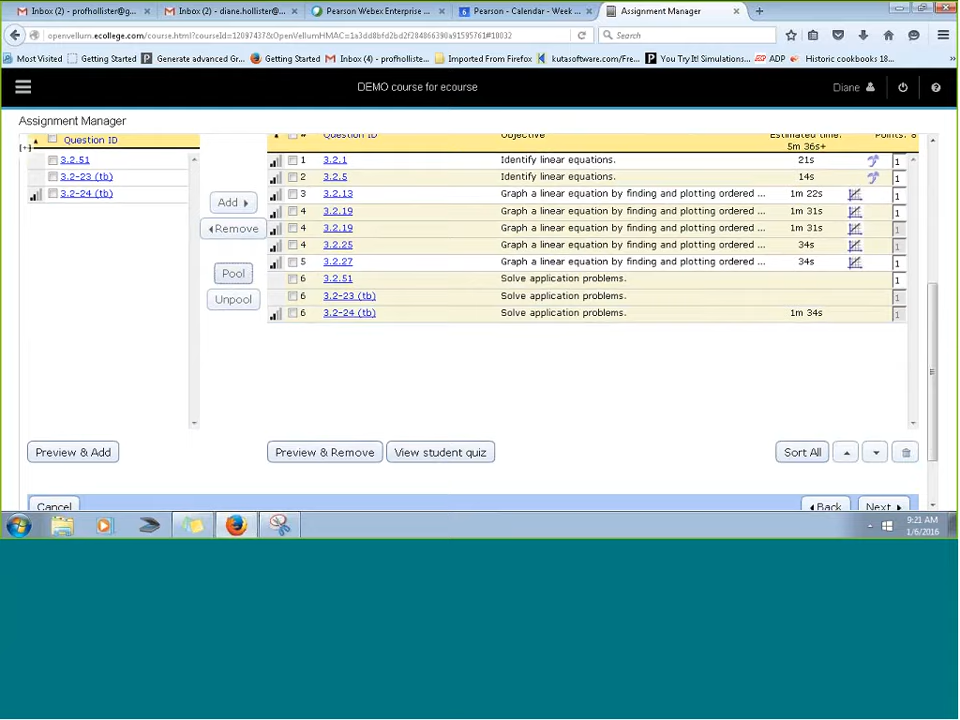 Inbox (2) - profhollister@g... × Inbox (2) - diane.hollister@... × Pearson Webex Enterprise ... × Pearson - Calendar - Week ... × Assignment Manager × +
openvellum.ecollege.com/course.html?courseId=12097437&OpenVellumHMAC= Search
Most Visited Getting Started Generate advanced Gr... Getting Started Inbox (4) - profholliste... Imported From Firefox kutasoftware.com/Fre... You Try It! Simulations... ADP Historic cookbooks 18... »
DEMO course for ecourse Diane
Assignment Manager
[+] Question ID
3.2.51
3.2-23 (tb)
3.2-24 (tb)
Add
Remove
Pool
Unpool
# Question ID Objective Estimated time: 5m 36s+ Points: 6
1 3.2.1 Identify linear equations. 21s 1
2 3.2.5 Identify linear equations. 14s 1
3 3.2.13 Graph a linear equation by finding and plotting ordered ... 1m 22s 1
4 3.2.19 Graph a linear equation by finding and plotting ordered ... 1m 31s 1
4 3.2.19 Graph a linear equation by finding and plotting ordered ... 1m 31s 1
4 3.2.25 Graph a linear equation by finding and plotting ordered ... 34s 1
5 3.2.27 Graph a linear equation by finding and plotting ordered ... 34s 1
6 3.2.51 Solve application problems. 1
6 3.2-23 (tb) Solve application problems. 1
6 3.2-24 (tb) Solve application problems. 1m 34s 1
Preview & Add Preview & Remove View student quiz Sort All
Cancel Back Next
9:21 AM
1/6/2016